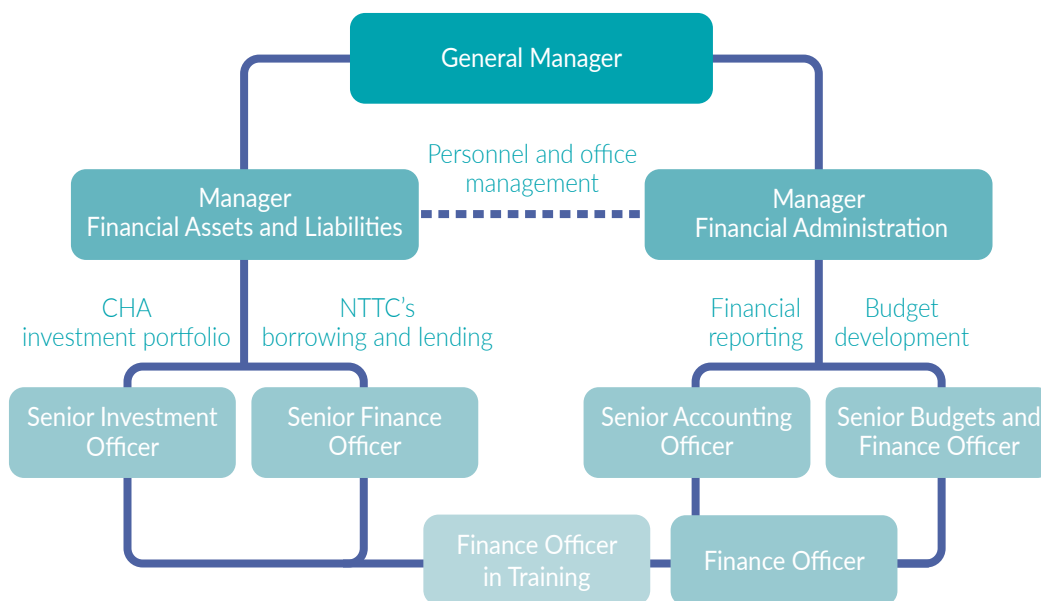 General Manager
Personnel and office
management
Manager
Financial Assets and Liabilities
Manager
Financial Administration
CHA
investment portfolio
NTTC's
borrowing and lending
Financial
reporting
Budget
development
Senior Investment
Officer
Senior Finance
Officer
Senior Accounting
Officer
Senior Budgets and
Finance Officer
Finance Officer
in Training
Finance Officer